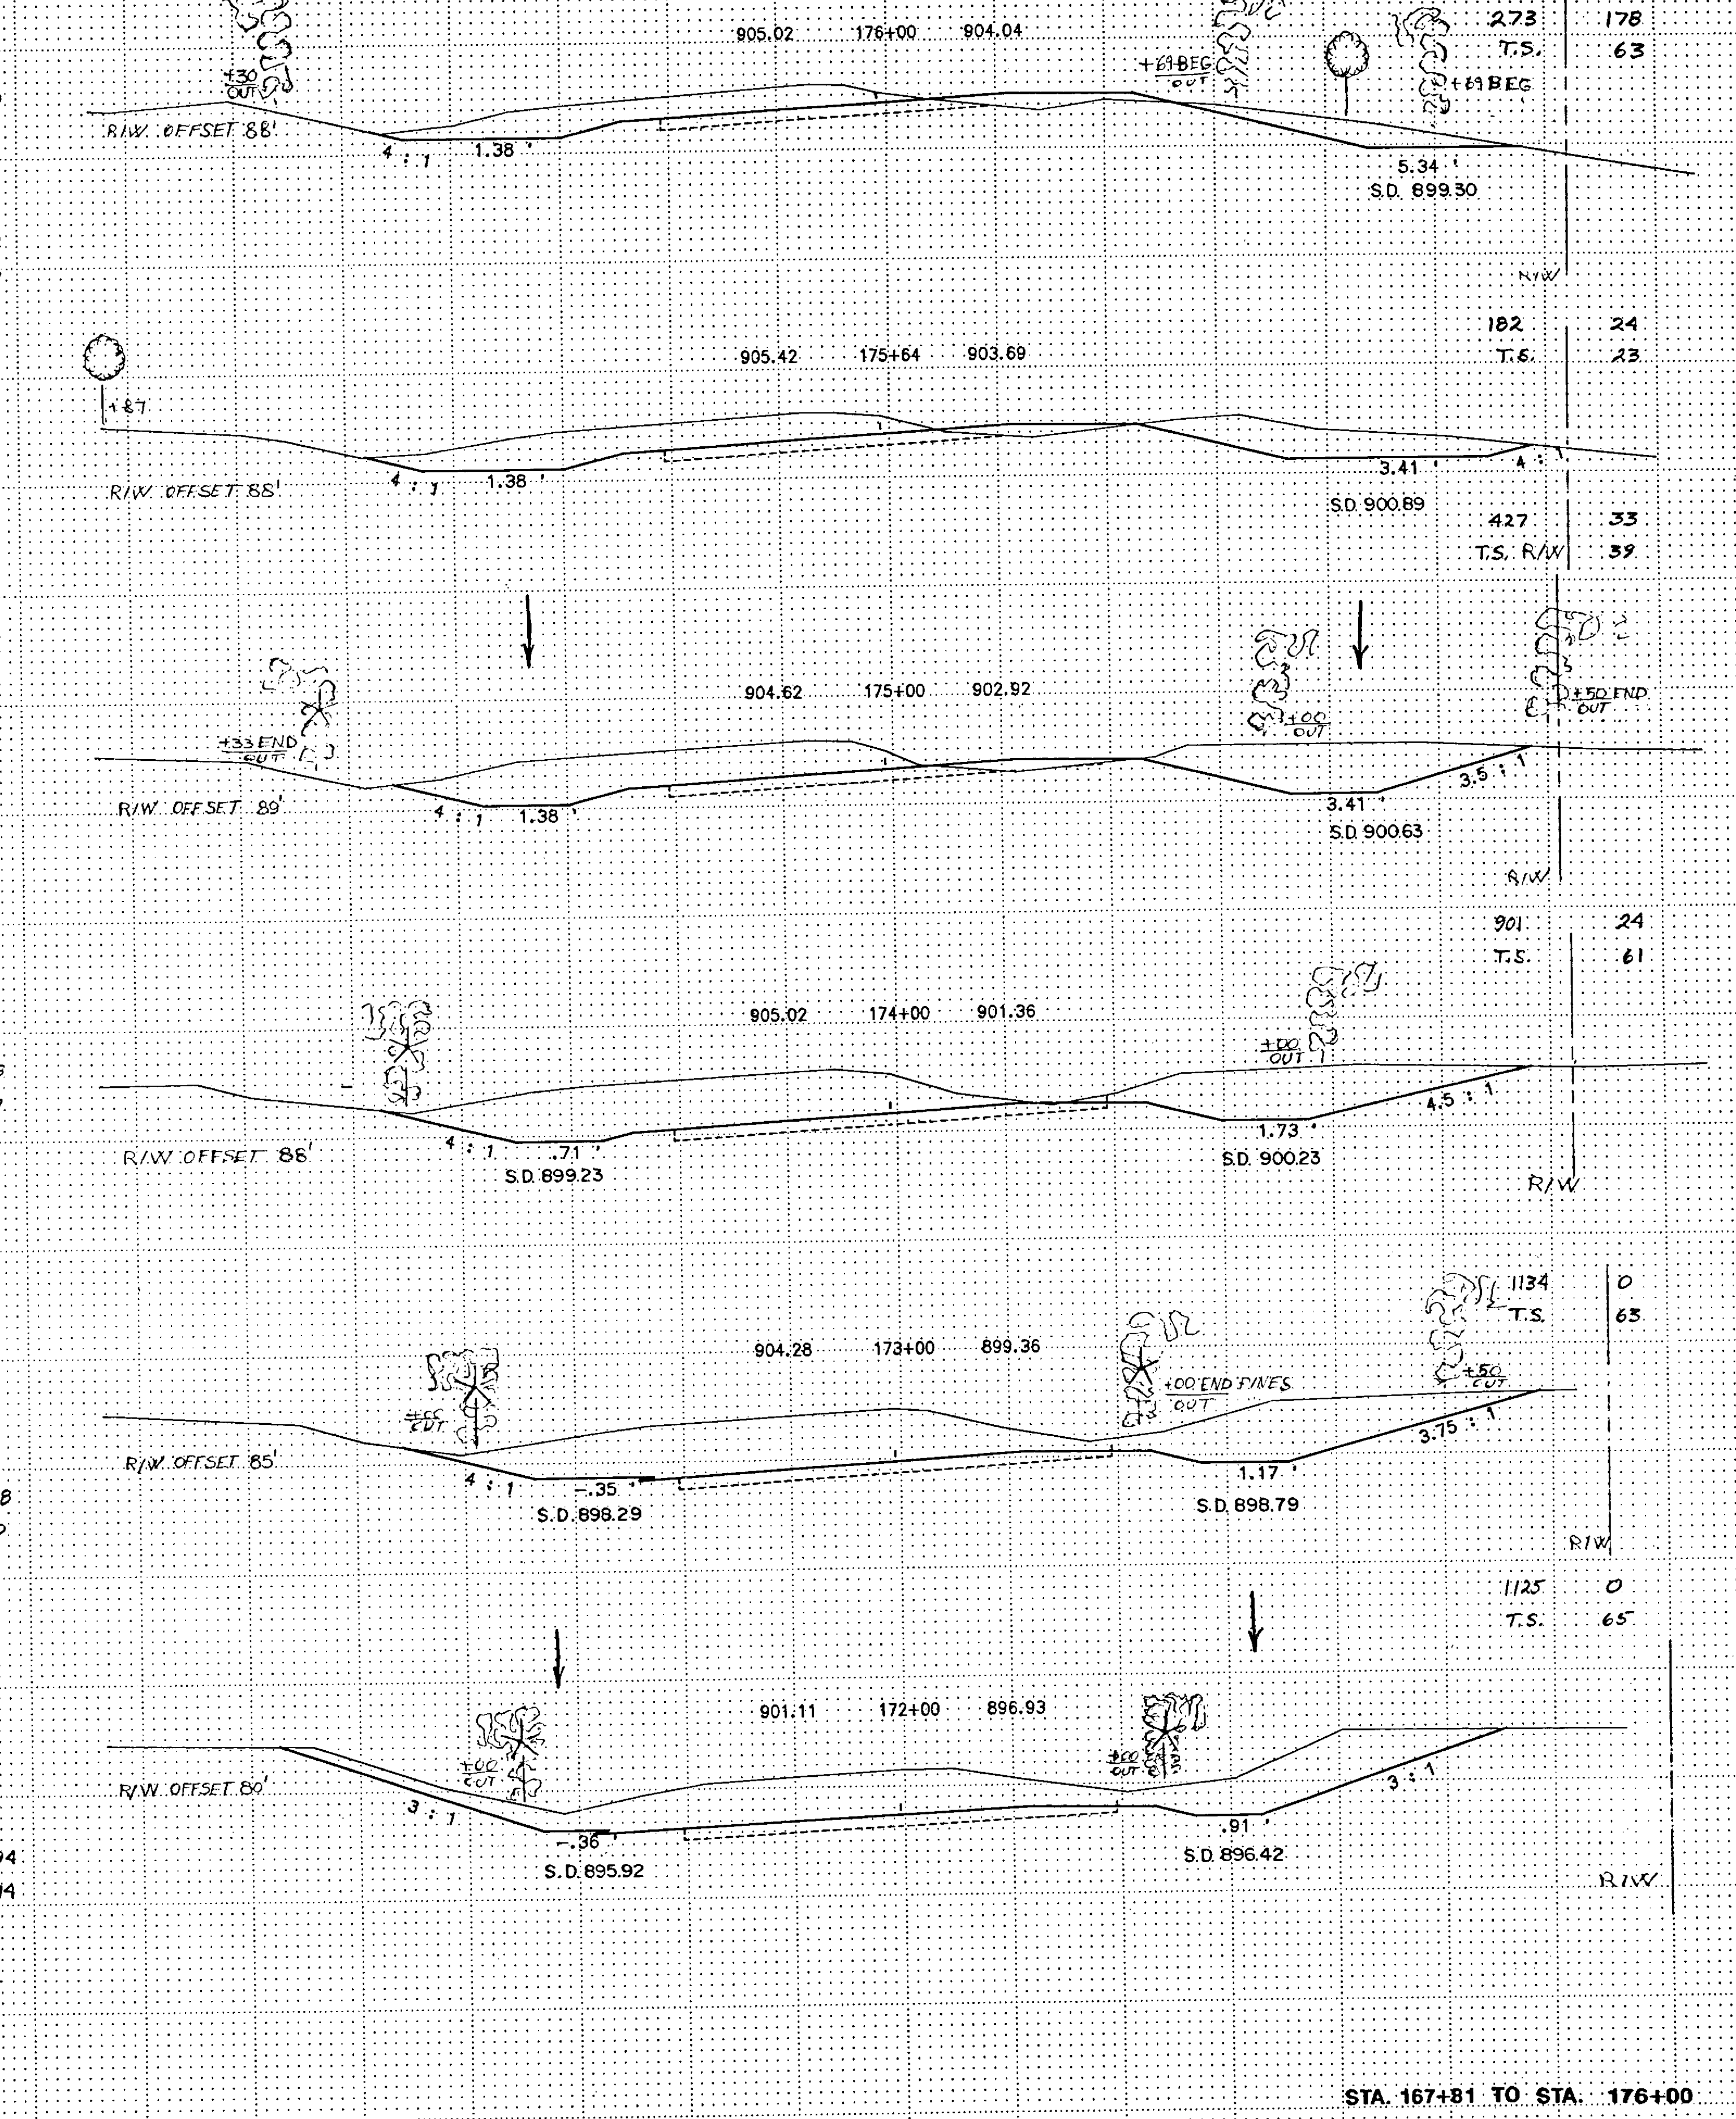 905.02 176+00 904.04
273 178
T.S. 63
+30
OUT
+69 BEG
OUT
+69 BEG
R/W OFFSET 88'
4 : 1
1.38 '
5.34 '
S.D. 899.30
R/W
182 24
T.S. 23
905.42 175+64 903.69
+87
R/W OFFSET 88'
4 : 1
1.38 '
3.41 '
4 : 1
S.D. 900.89
427 33
T.S. R/W 39
904.62 175+00 902.92
+33 END
OUT
+00
OUT
+50 END
OUT
R/W OFFSET 89'
4 : 1
1.38 '
3.41 '
3.5 : 1
S.D. 900.63
R/W
901 24
T.S. 61
905.02 174+00 901.36
+00
OUT
R/W OFFSET 88'
4 : 1
.71 '
S.D. 899.23
1.73 '
4.5 : 1
S.D. 900.23
R/W
1134 0
T.S. 63
904.28 173+00 899.36
OUT
+00 END PINES
OUT
+50
OUT
R/W OFFSET 85'
4 : 1
-.35 '
S.D. 898.29
1.17 '
3.75 : 1
S.D. 898.79
R/W
1125 0
T.S. 65
901.11 172+00 896.93
+00
OUT
+00
OUT
R/W OFFSET 80'
3 : 1
-.36 '
S.D. 895.92
.91 '
3 : 1
S.D. 896.42
R/W
STA. 167+81 TO STA. 176+00